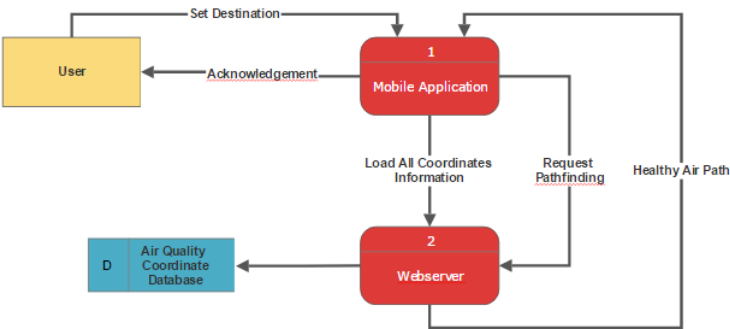 Set Destination
User
Acknowledgement
1
Mobile Application
Load All Coordinates
Information
Request
Pathfinding
Healthy Air Path
2
Webserver
D
Air Quality
Coordinate
Database